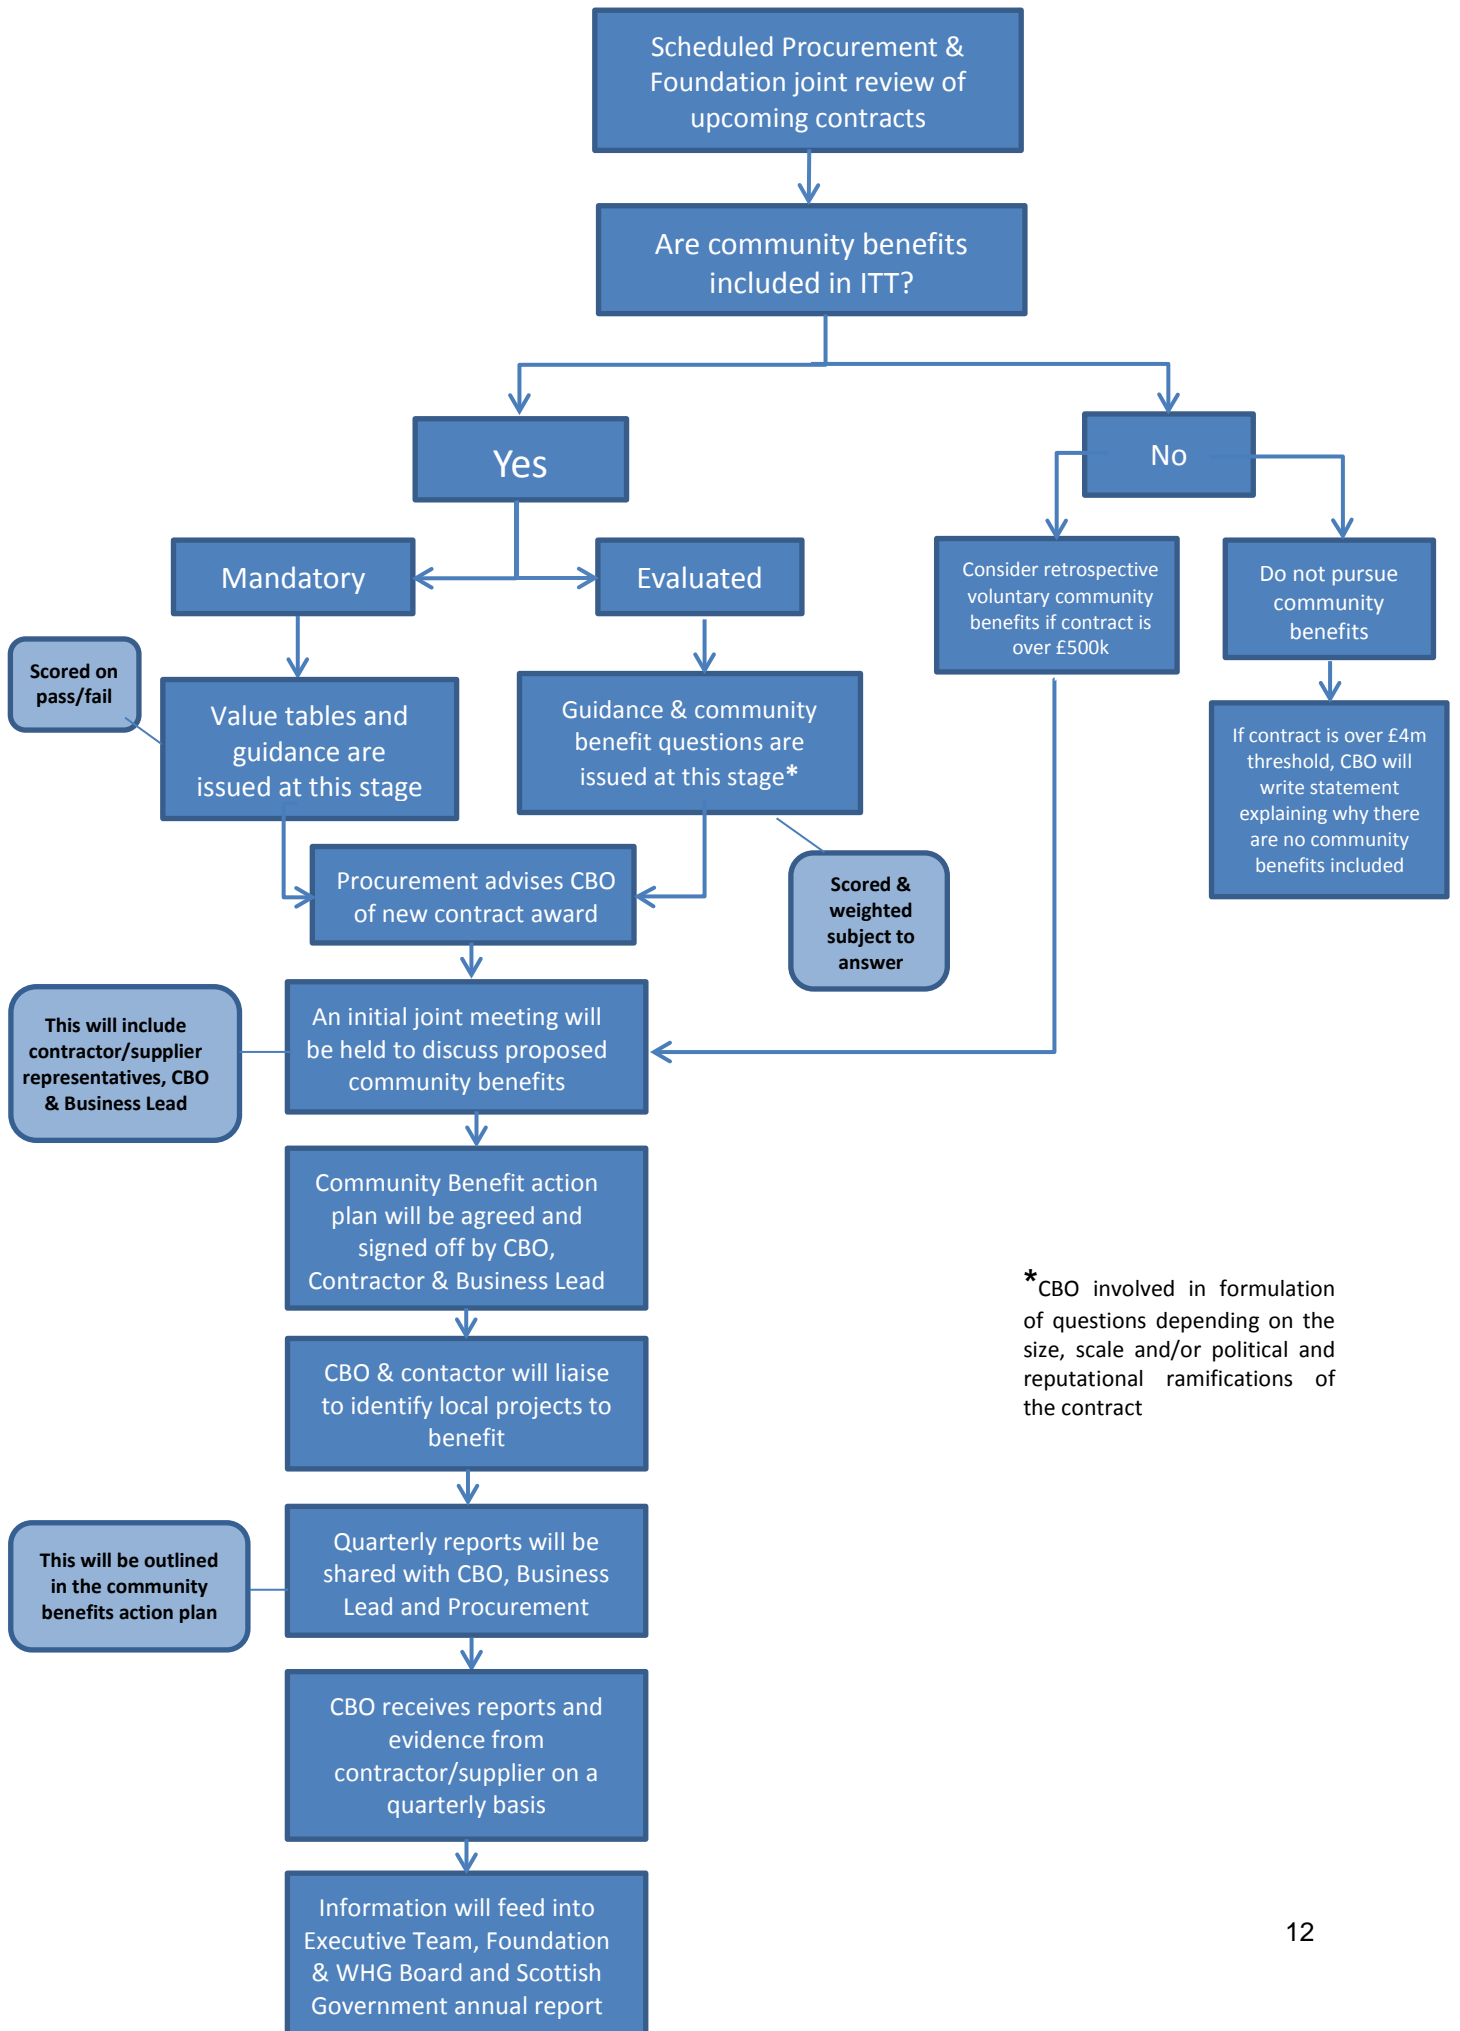 Scheduled Procurement &
Foundation joint review of
upcoming contracts
Are community benefits
included in ITT?
Yes
No
Mandatory
Evaluated
Consider retrospective
voluntary community
benefits if contract is
over £500k
Do not pursue
community
benefits
Scored on
pass/fail
Value tables and
guidance are
issued at this stage
Guidance & community
benefit questions are
issued at this stage*
If contract is over £4m
threshold, CBO will
write statement
explaining why there
are no community
benefits included
Procurement advises CBO
of new contract award
Scored &
weighted
subject to
answer
This will include
contractor/supplier
representatives, CBO
& Business Lead
An initial joint meeting will
be held to discuss proposed
community benefits
Community Benefit action
plan will be agreed and
signed off by CBO,
Contractor & Business Lead
*CBO involved in formulation
of questions depending on the
size, scale and/or political and
reputational ramifications of
the contract
CBO & contactor will liaise
to identify local projects to
benefit
This will be outlined
in the community
benefits action plan
Quarterly reports will be
shared with CBO, Business
Lead and Procurement
CBO receives reports and
evidence from
contractor/supplier on a
quarterly basis
Information will feed into
Executive Team, Foundation
& WHG Board and Scottish
Government annual report
12